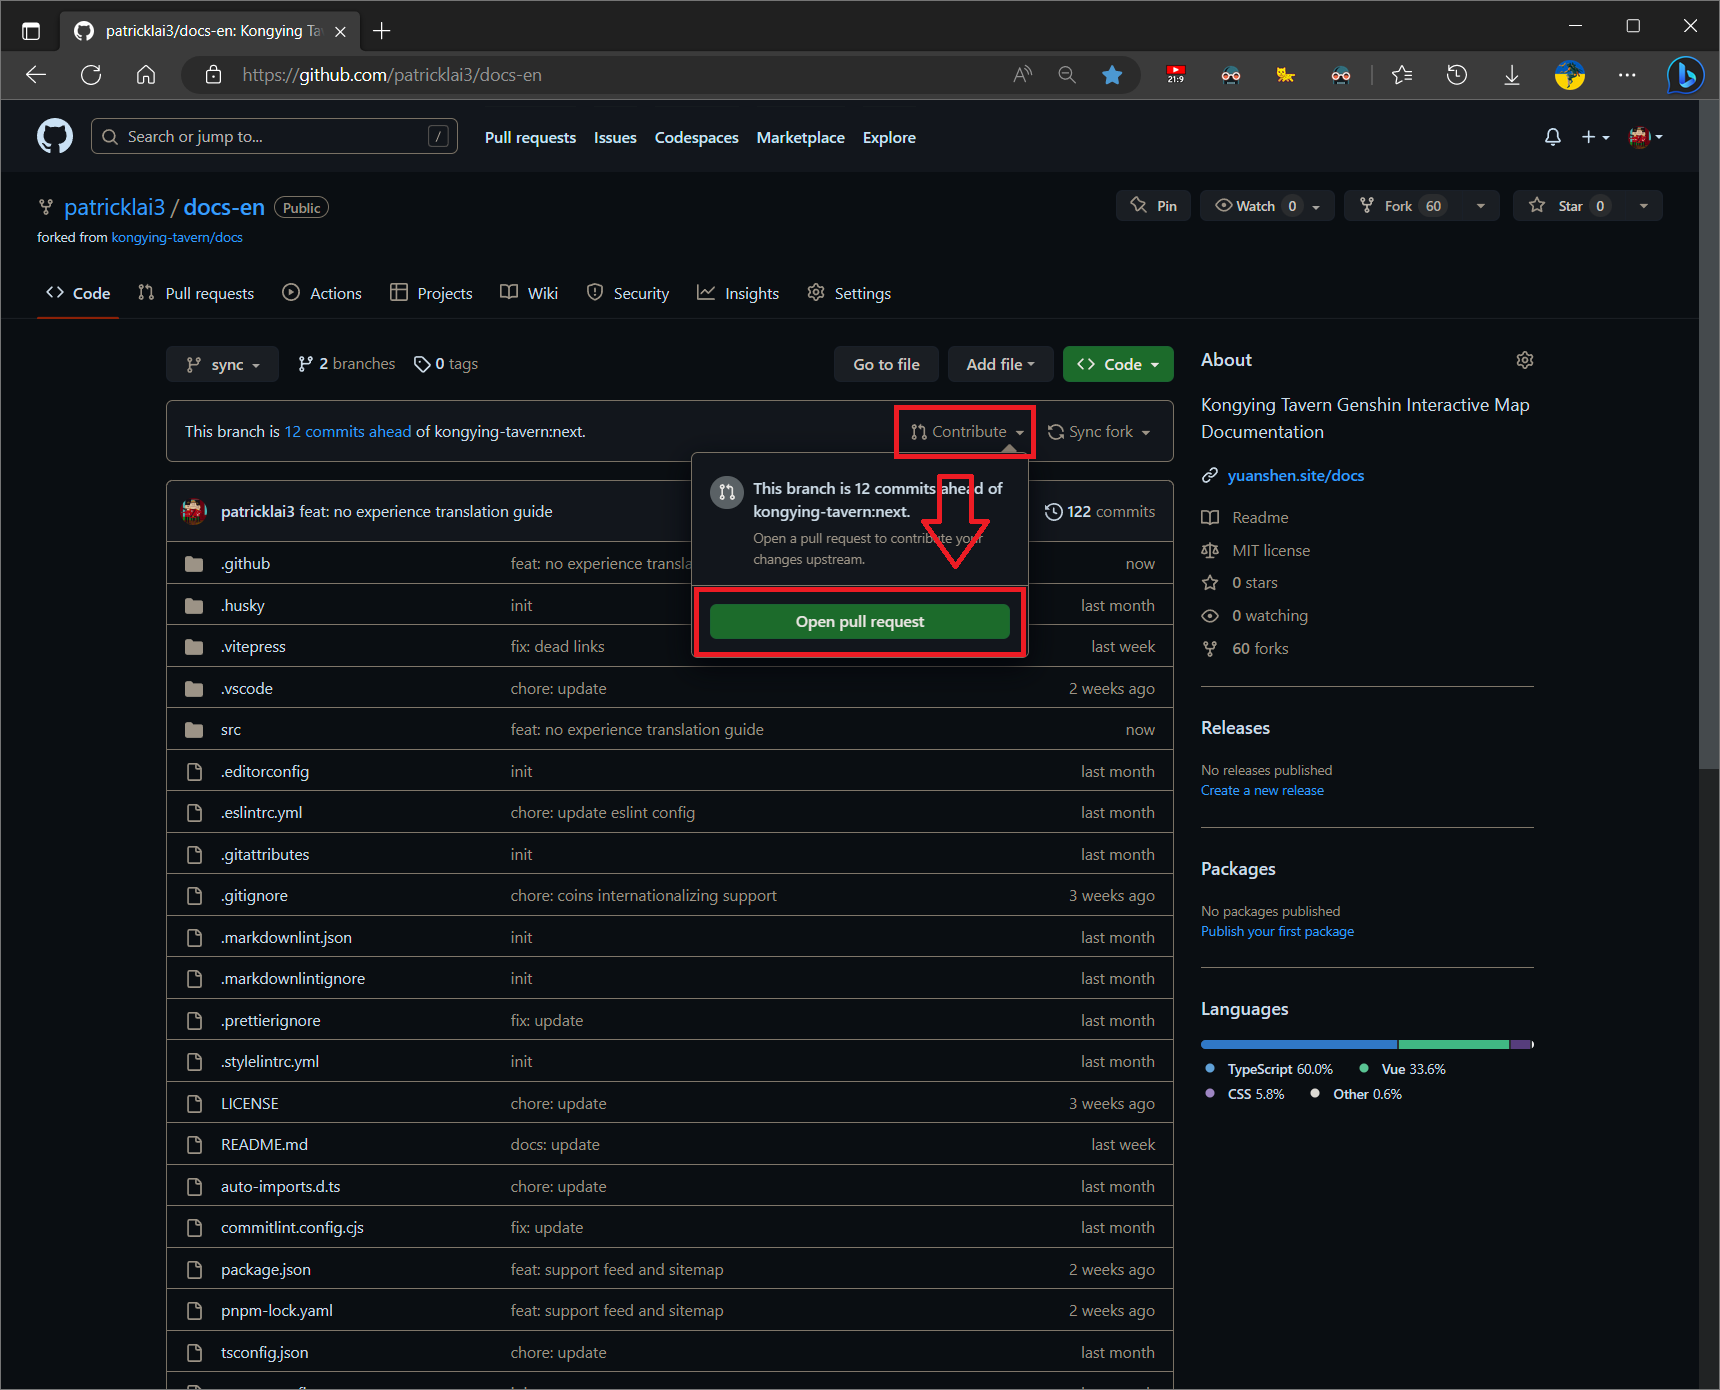 patricklai3/docs-en: Kongying Ta
https://github.com/patricklai3/docs-en
21:9
Search or jump to... /
Pull requests Issues Codespaces Marketplace Explore
patricklai3 / docs-en Public
Pin Watch 0 Fork 60 Star 0
forked from kongying-tavern/docs
Code Pull requests Actions Projects Wiki Security Insights Settings
sync 2 branches 0 tags Go to file Add file Code
This branch is 12 commits ahead of kongying-tavern:next. Contribute Sync fork
This branch is 12 commits ahead of
kongying-tavern:next.
Open a pull request to contribute your
changes upstream.
Open pull request
patricklai3 feat: no experience translation guide 122 commits
.github feat: no experience transla now
.husky init last month
.vitepress fix: dead links last week
.vscode chore: update 2 weeks ago
src feat: no experience translation guide now
.editorconfig init last month
.eslintrc.yml chore: update eslint config last month
.gitattributes init last month
.gitignore chore: coins internationalizing support 3 weeks ago
.markdownlint.json init last month
.markdownlintignore init last month
.prettierignore fix: update last month
.stylelintrc.yml init last month
LICENSE chore: update 3 weeks ago
README.md docs: update last week
auto-imports.d.ts chore: update last month
commitlint.config.cjs fix: update last month
package.json feat: support feed and sitemap 2 weeks ago
pnpm-lock.yaml feat: support feed and sitemap 2 weeks ago
tsconfig.json chore: update last month
About
Kongying Tavern Genshin Interactive Map
Documentation
yuanshen.site/docs
Readme
MIT license
0 stars
0 watching
60 forks
Releases
No releases published
Create a new release
Packages
No packages published
Publish your first package
Languages
TypeScript 60.0% Vue 33.6%
CSS 5.8% Other 0.6%